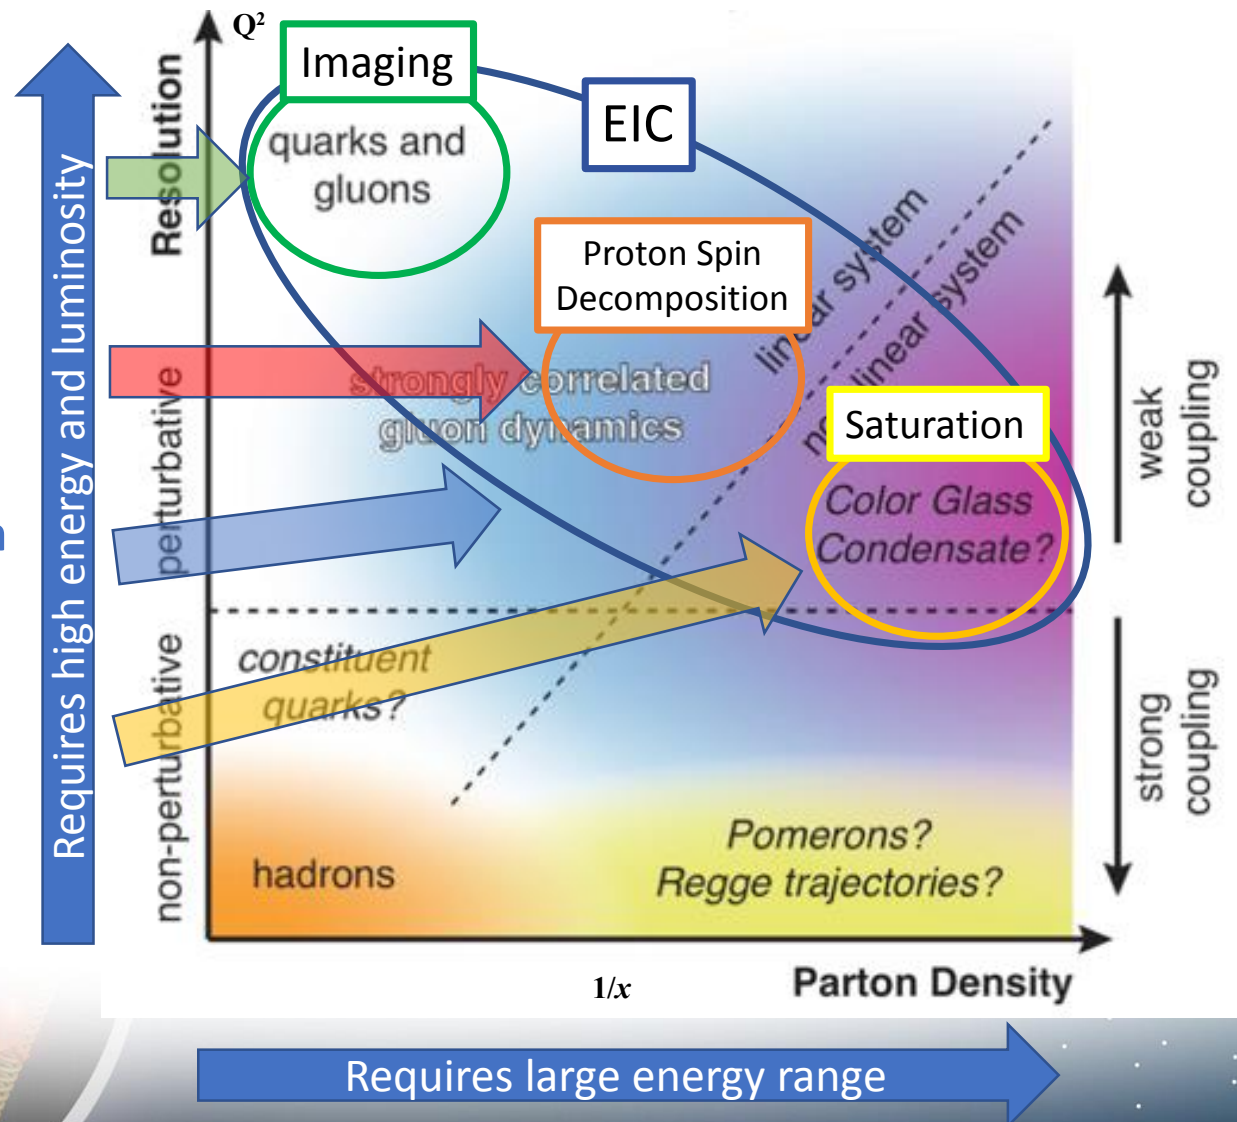 Q²
Imaging
quarks and
gluons
EIC
Resolution
Requires high energy and luminosity
Proton Spin
Decomposition
linear system
linear system
strongly correlated
gluon dynamics
Saturation
Color Glass
Condensate?
weak
coupling
perturbative
non-perturbative
constituent
quarks?
strong
coupling
hadrons
Pomerons?
Regge trajectories?
1/x
Parton Density
Requires large energy range